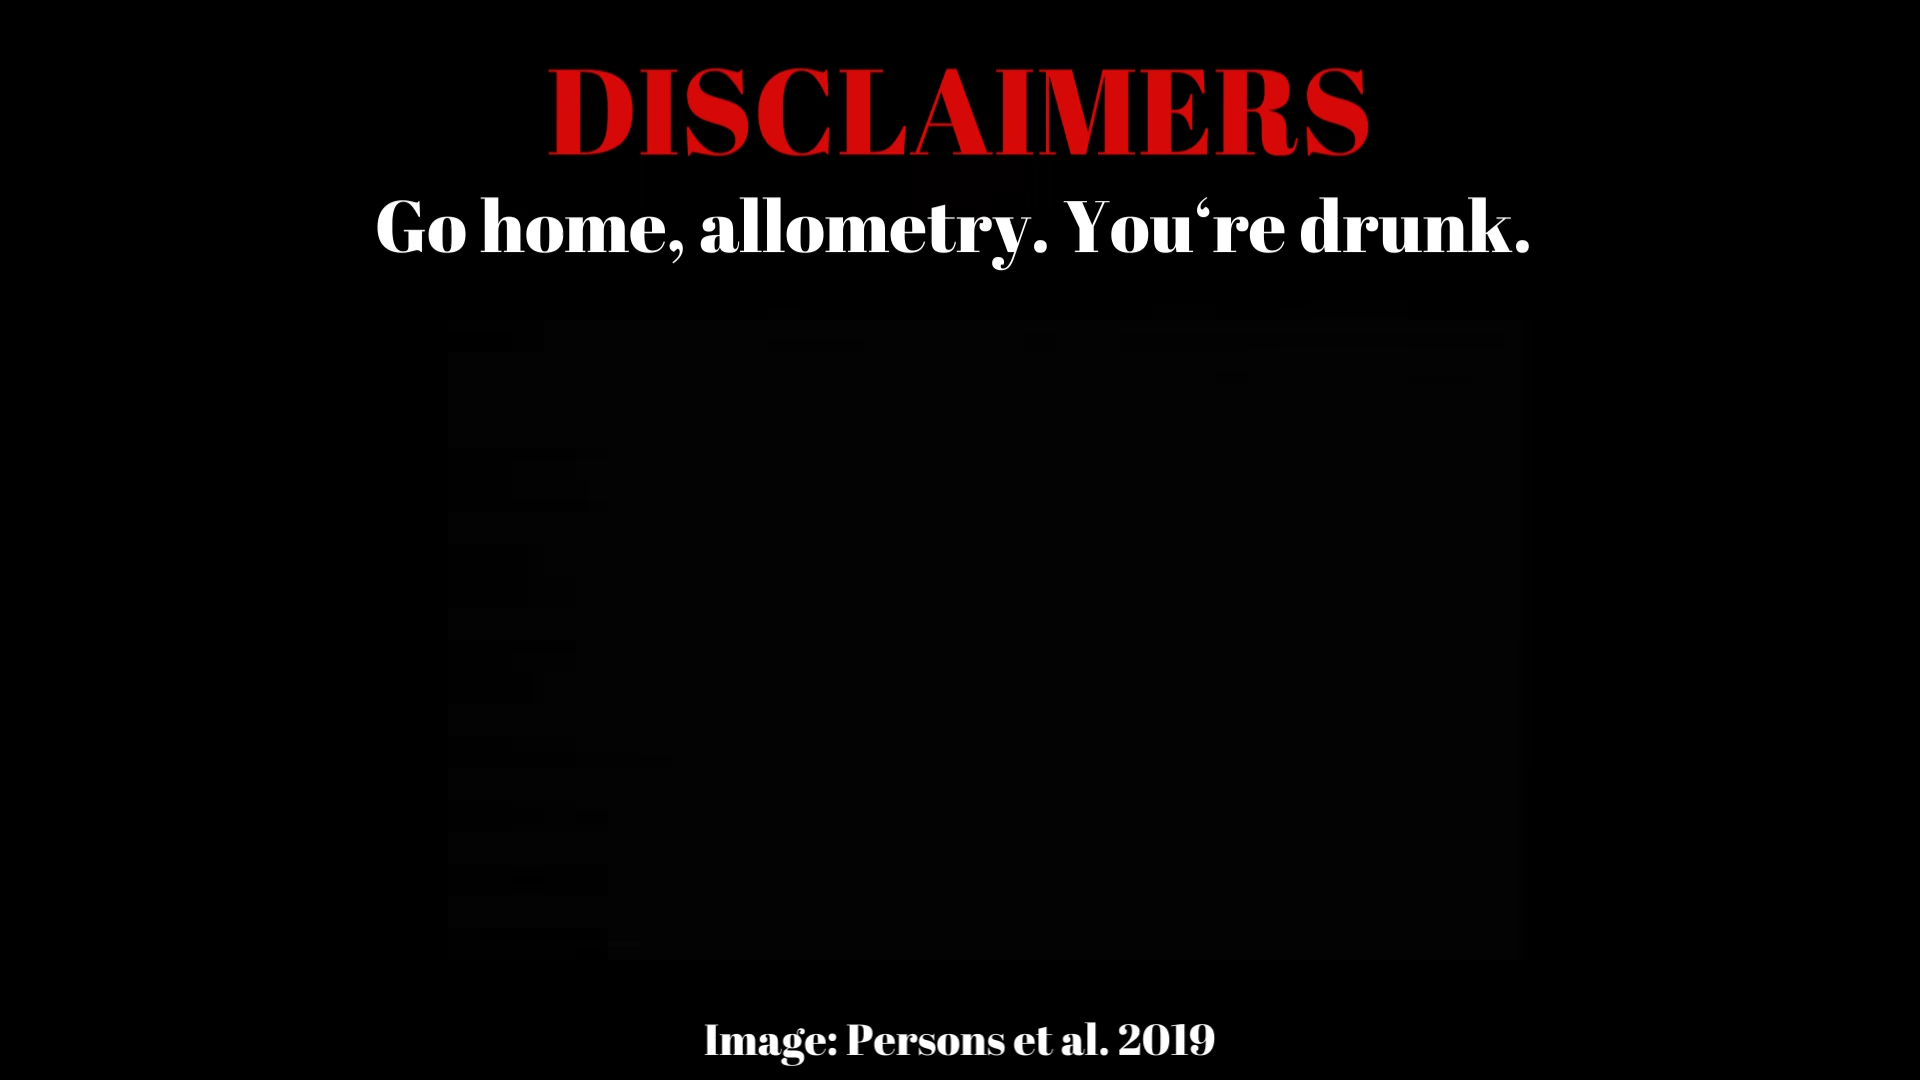 DISCLAIMERS
Go home, allometry. You‘re drunk.
Image: Persons et al. 2019